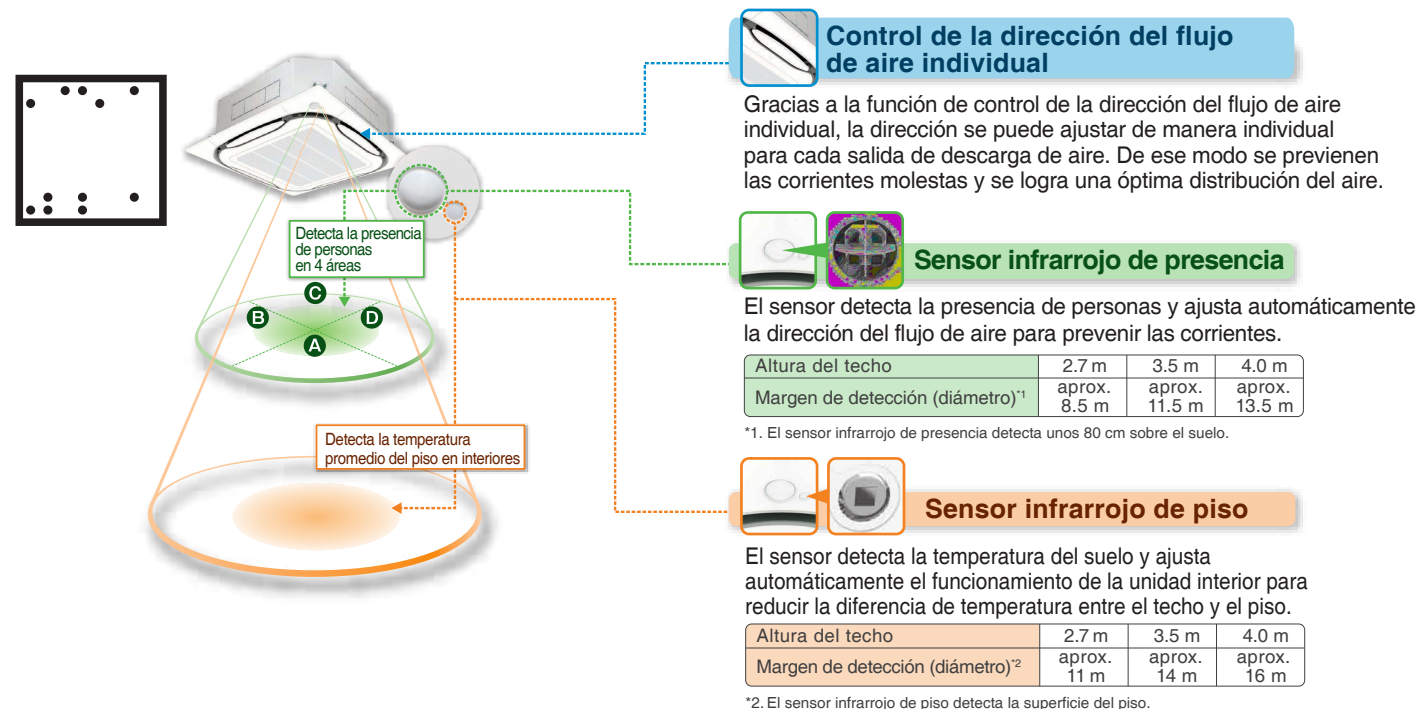 Control de la dirección del flujo
de aire individual
Gracias a la función de control de la dirección del flujo de aire
individual, la dirección se puede ajustar de manera individual
para cada salida de descarga de aire. De ese modo se previenen
las corrientes molestas y se logra una óptima distribución del aire.
Detecta la presencia
de personas
en 4 áreas
C
B
D
A
Sensor infrarrojo de presencia
El sensor detecta la presencia de personas y ajusta automáticamente
la dirección del flujo de aire para prevenir las corrientes.
Altura del techo 2.7 m 3.5 m 4.0 m
Margen de detección (diámetro)*1 aprox. 8.5 m aprox. 11.5 m aprox. 13.5 m
*1. El sensor infrarrojo de presencia detecta unos 80 cm sobre el suelo.
Detecta la temperatura
promedio del piso en interiores
Sensor infrarrojo de piso
El sensor detecta la temperatura del suelo y ajusta
automáticamente el funcionamiento de la unidad interior para
reducir la diferencia de temperatura entre el techo y el piso.
Altura del techo 2.7 m 3.5 m 4.0 m
Margen de detección (diámetro)*2 aprox. 11 m aprox. 14 m aprox. 16 m
*2. El sensor infrarrojo de piso detecta la superficie del piso.